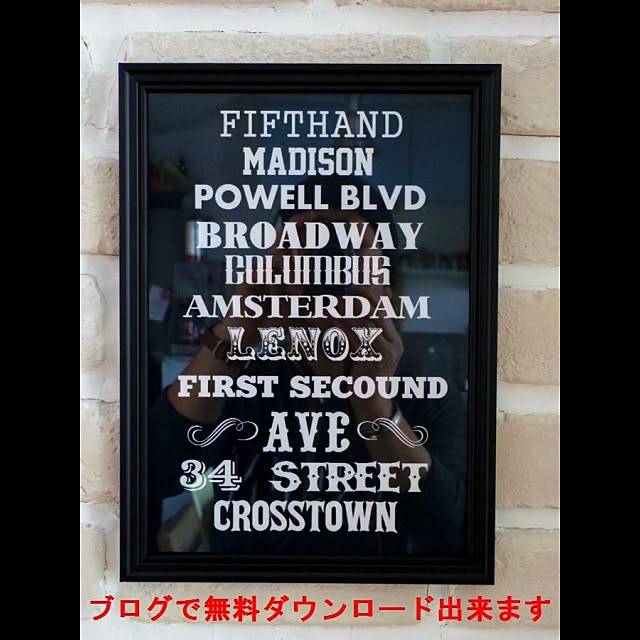 FIFTHAND
MADISON
POWELL BLVD
BROADWAY
COLUMBUS
AMSTERDAM
LENOX
FIRST SECOUND
AVE
34 STREET
CROSSTOWN
ブログで無料ダウンロード出来ます